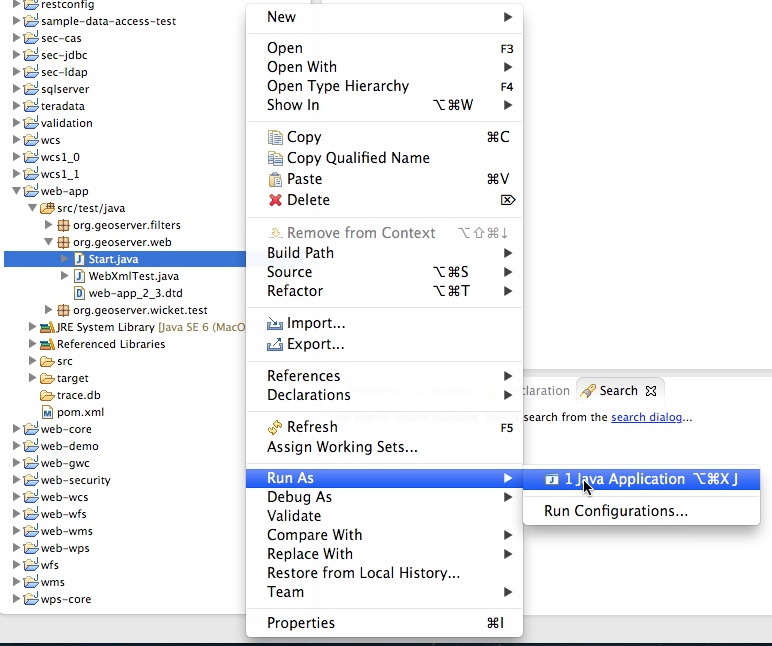 restconfig
sample-data-access-test
sec-cas
sec-jdbc
sec-ldap
sqlserver
teradata
validation
wcs
wcs1_0
wcs1_1
web-app
src/test/java
org.geoserver.filters
org.geoserver.web
Start.java
WebXmlTest.java
web-app_2_3.dtd
org.geoserver.wicket.test
JRE System Library [Java SE 6 (MacO
Referenced Libraries
src
target
trace.db
pom.xml
web-core
web-demo
web-gwc
web-security
web-wcs
web-wfs
web-wms
web-wps
wfs
wms
wps-core
New
Open F3
Open With
Open Type Hierarchy F4
Show In ⌥⌘W
Copy ⌘C
Copy Qualified Name
Paste ⌘V
Delete ⌦
Remove from Context ⌥⇧⌘↓
Build Path
Source ⌥⌘S
Refactor ⌥⌘T
Import...
Export...
References
Declarations
Refresh F5
Assign Working Sets...
Run As
Debug As
Validate
Compare With
Replace With
Restore from Local History...
Team
Properties ⌘I
1 Java Application ⌥⌘X J
Run Configurations...
claration
Search
search from the search dialog...